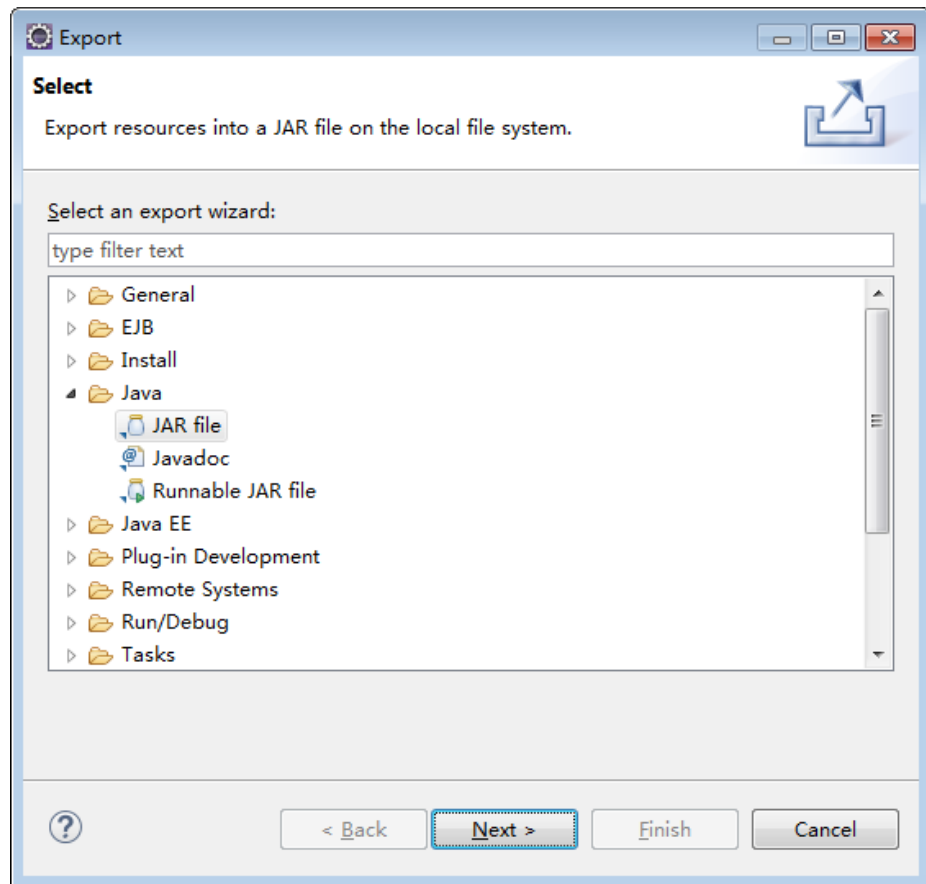 Export
Select
Export resources into a JAR file on the local file system.
Select an export wizard:
type filter text
General
EJB
Install
Java
JAR file
Javadoc
Runnable JAR file
Java EE
Plug-in Development
Remote Systems
Run/Debug
Tasks
< Back Next > Finish Cancel